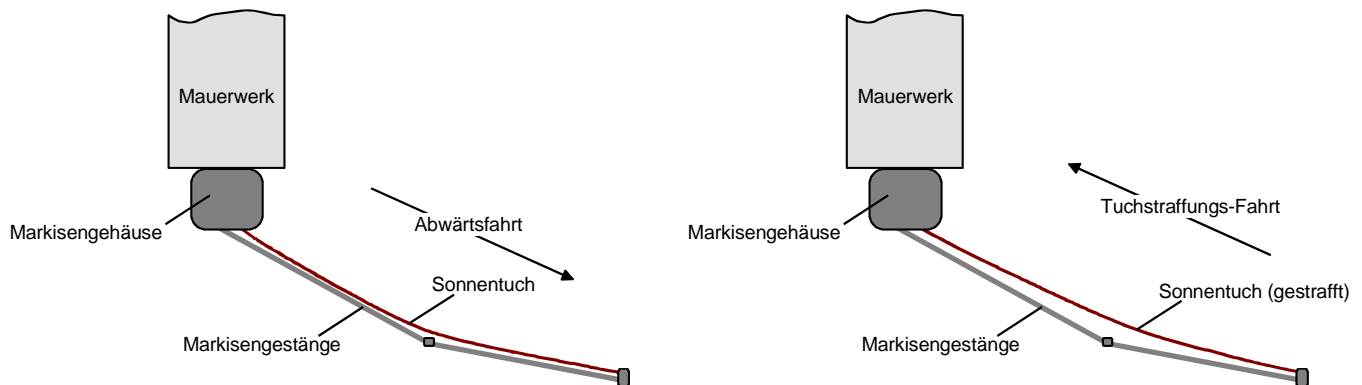 Mauerwerk
Markisengehäuse
Abwärtsfahrt
Sonnentuch
Markisengestänge
Mauerwerk
Markisengehäuse
Tuchstraffungs-Fahrt
Sonnentuch (gestrafft)
Markisengestänge